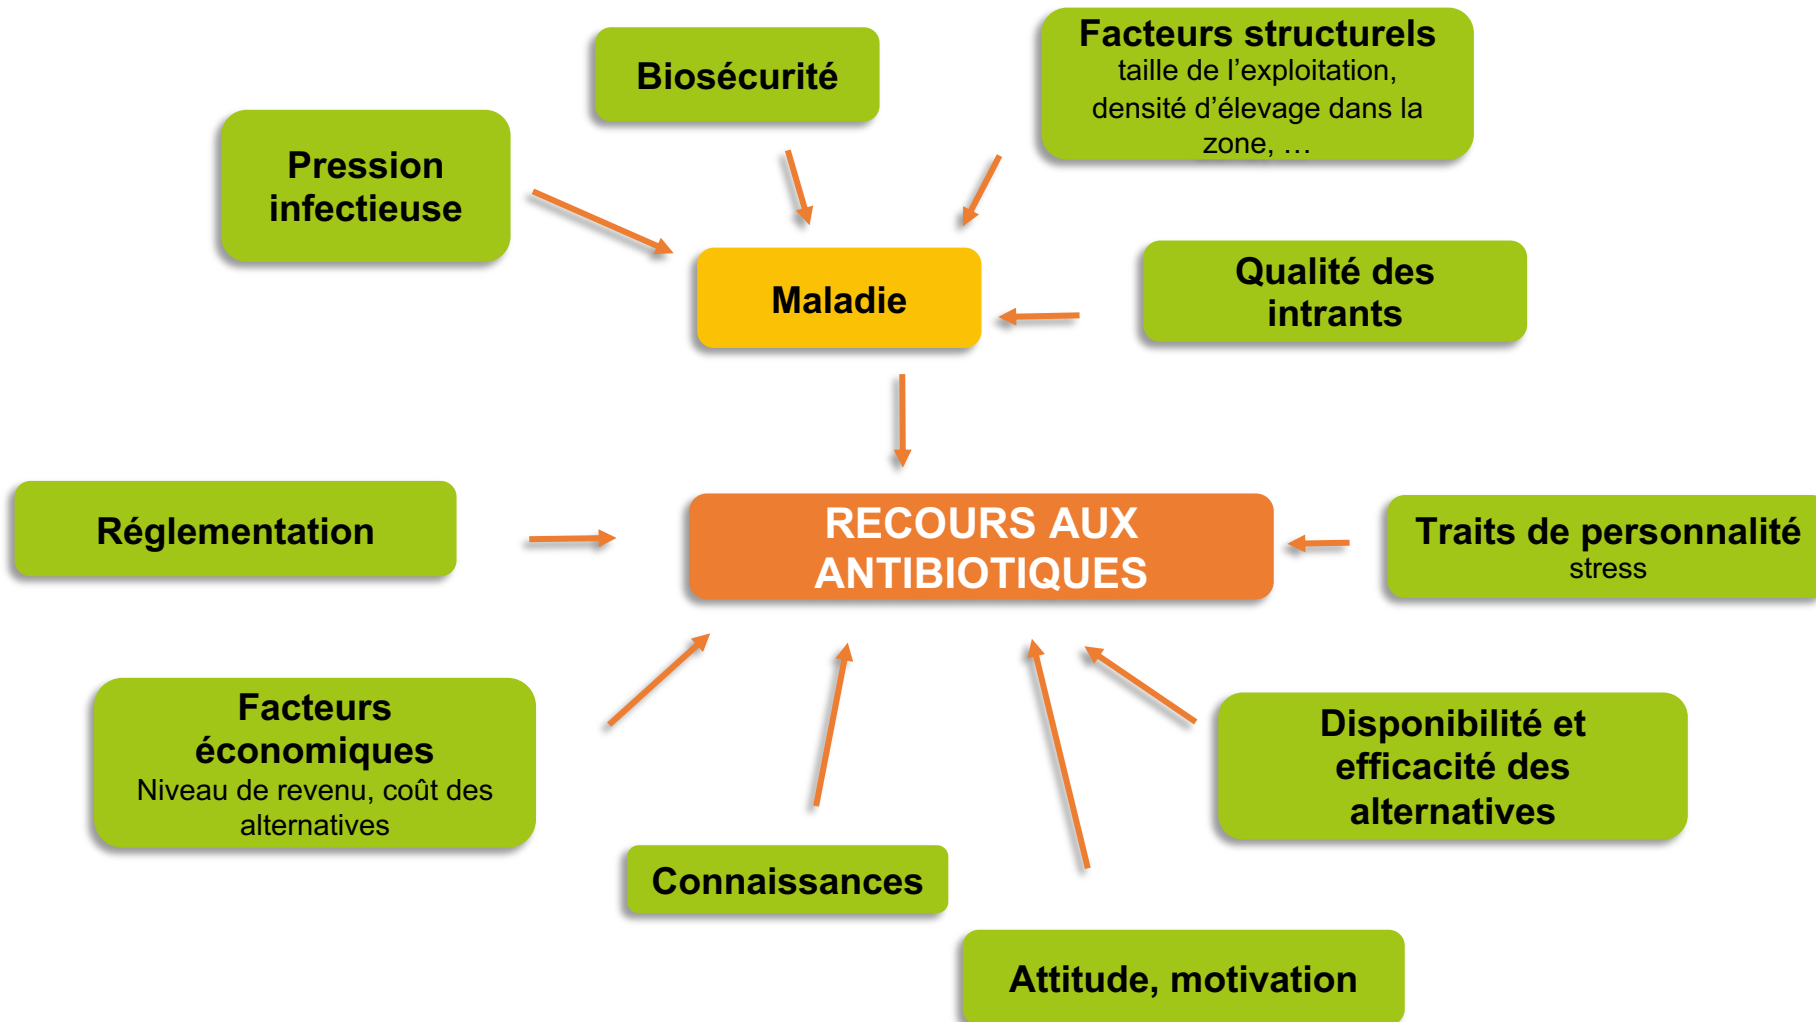 Facteurs structurels
taille de l’exploitation,
densité d’élevage dans la
zone, …
Biosécurité
Pression
infectieuse
Maladie
Qualité des
intrants
Réglementation
RECOURS AUX
ANTIBIOTIQUES
Traits de personnalité
stress
Facteurs
économiques
Niveau de revenu, coût des
alternatives
Disponibilité et
efficacité des
alternatives
Connaissances
Attitude, motivation